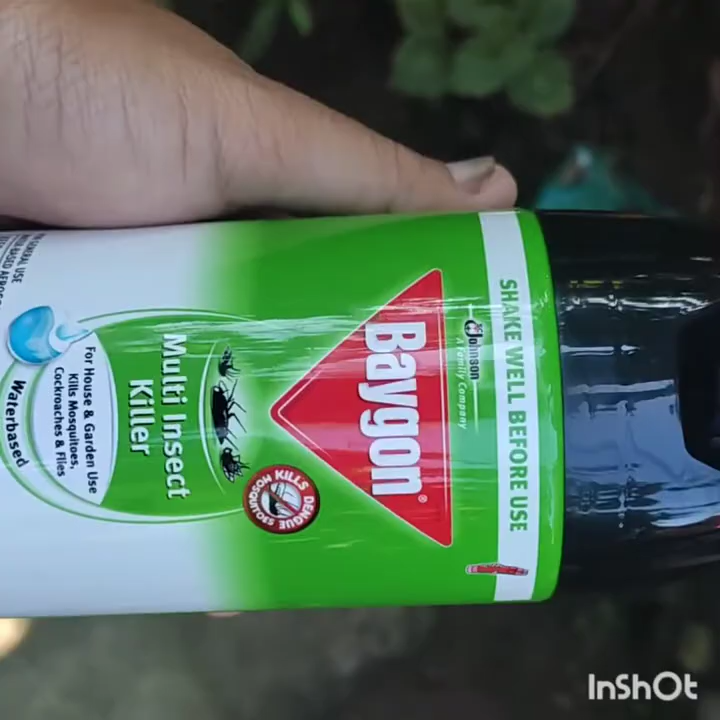 SHAKE WELL BEFORE USE
Johnson
A Family Company
Baygon®
KILLS DENGUE MOSQUITOES
Multi Insect
Killer
For House & Garden Use
Kills Mosquitoes,
Cockroaches & Flies
Waterbased
InShOt